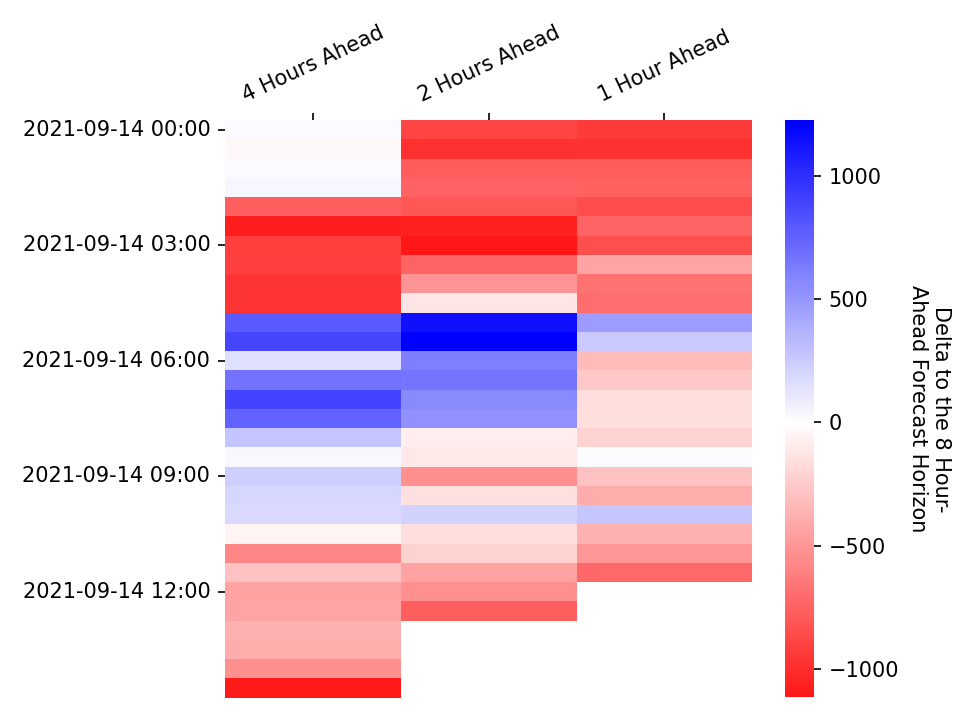 4 Hours Ahead
2 Hours Ahead
1 Hour Ahead
2021-09-14 00:00
2021-09-14 03:00
2021-09-14 06:00
2021-09-14 09:00
2021-09-14 12:00
1000
500
0
−500
−1000
Delta to the 8 Hour-
Ahead Forecast Horizon